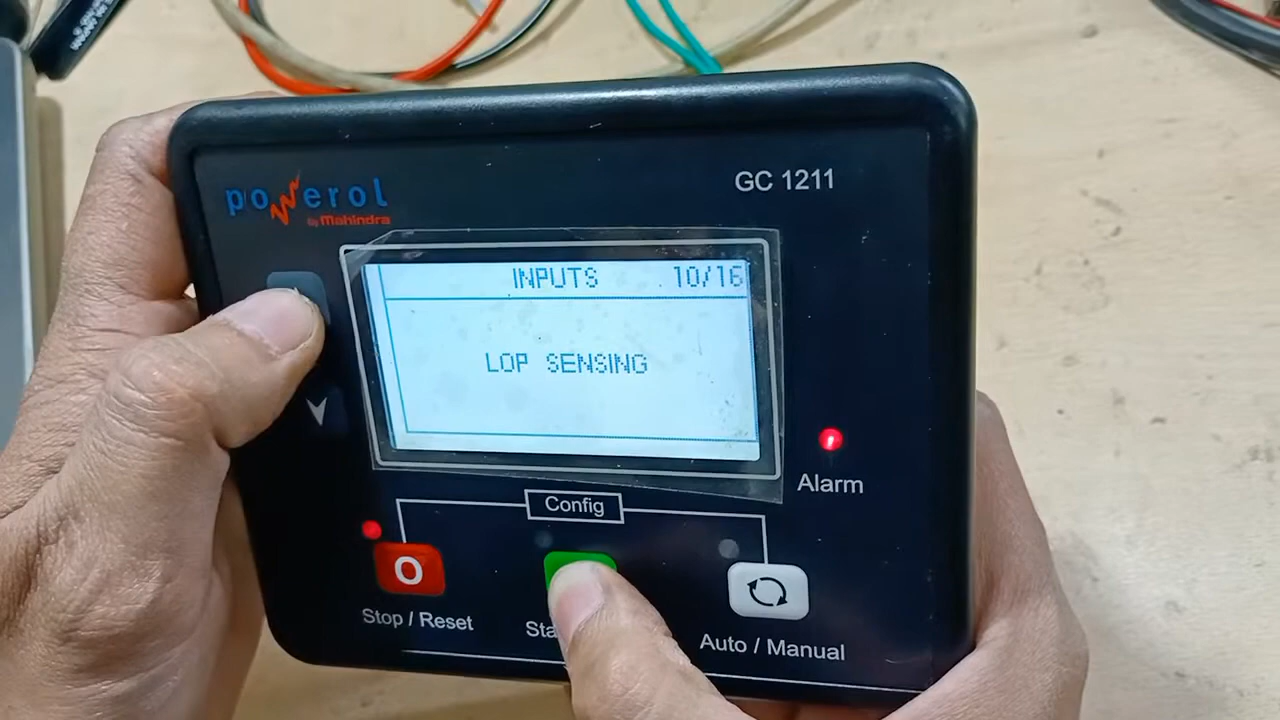 powerol
By Mahindra
GC 1211
INPUTS 10/16
LOP SENSING
Alarm
Config
O
Stop / Reset
Auto / Manual